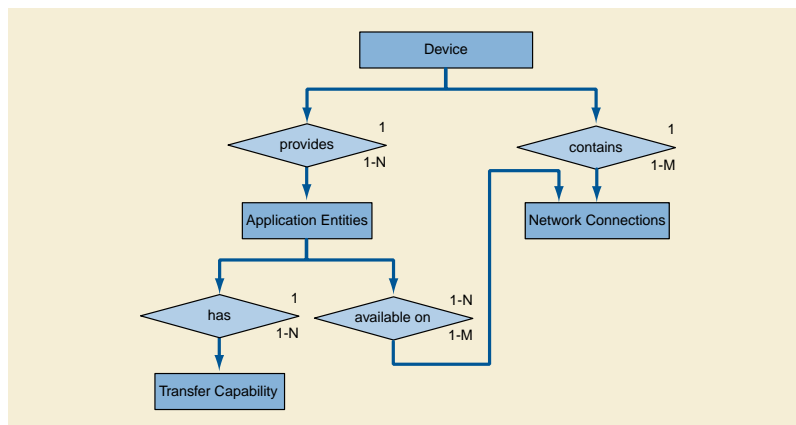 Device
provides
1
1-N
contains
1
1-M
Application Entities
Network Connections
has
1
1-N
available on
1-N
1-M
Transfer Capability